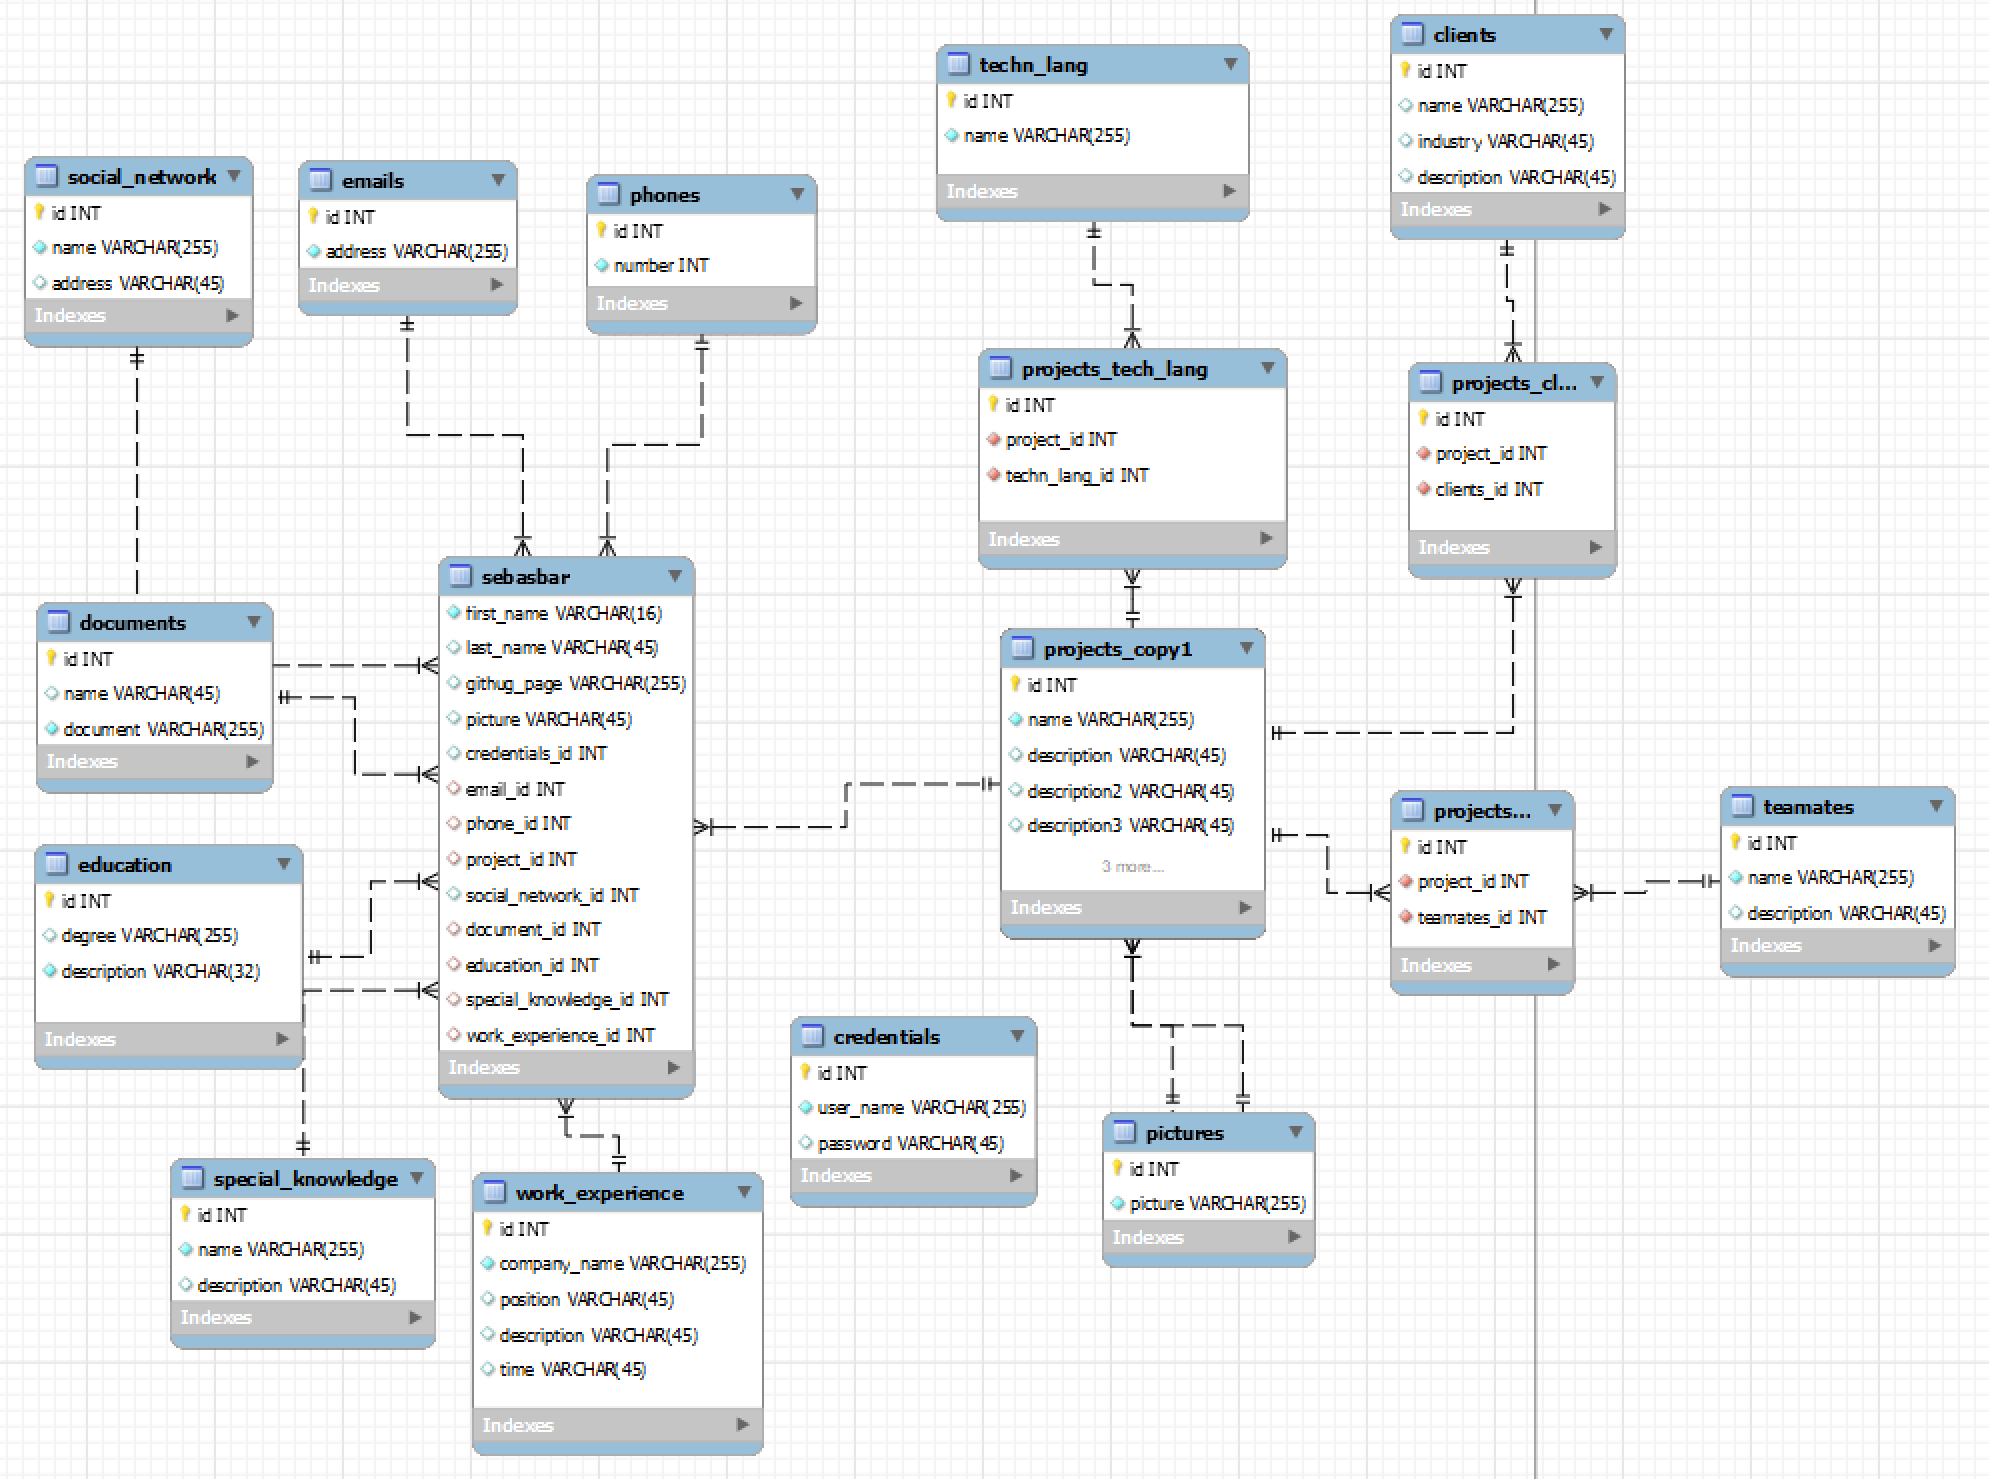 social_network
id INT
name VARCHAR(255)
address VARCHAR(45)
Indexes
emails
id INT
address VARCHAR(255)
Indexes
phones
id INT
number INT
Indexes
techn_lang
id INT
name VARCHAR(255)
Indexes
clients
id INT
name VARCHAR(255)
industry VARCHAR(45)
description VARCHAR(45)
Indexes
projects_tech_lang
id INT
project_id INT
techn_lang_id INT
Indexes
projects_cl...
id INT
project_id INT
clients_id INT
Indexes
documents
id INT
name VARCHAR(45)
document VARCHAR(255)
Indexes
sebasbar
first_name VARCHAR(16)
last_name VARCHAR(45)
githug_page VARCHAR(255)
picture VARCHAR(45)
credentials_id INT
email_id INT
phone_id INT
project_id INT
social_network_id INT
document_id INT
education_id INT
special_knowledge_id INT
work_experience_id INT
Indexes
projects_copy1
id INT
name VARCHAR(255)
description VARCHAR(45)
description2 VARCHAR(45)
description3 VARCHAR(45)
3 more...
Indexes
projects...
id INT
project_id INT
teamates_id INT
Indexes
teamates
id INT
name VARCHAR(255)
description VARCHAR(45)
Indexes
education
id INT
degree VARCHAR(255)
description VARCHAR(32)
Indexes
credentials
id INT
user_name VARCHAR(255)
password VARCHAR(45)
Indexes
pictures
id INT
picture VARCHAR(255)
Indexes
special_knowledge
id INT
name VARCHAR(255)
description VARCHAR(45)
Indexes
work_experience
id INT
company_name VARCHAR(255)
position VARCHAR(45)
description VARCHAR(45)
time VARCHAR(45)
Indexes